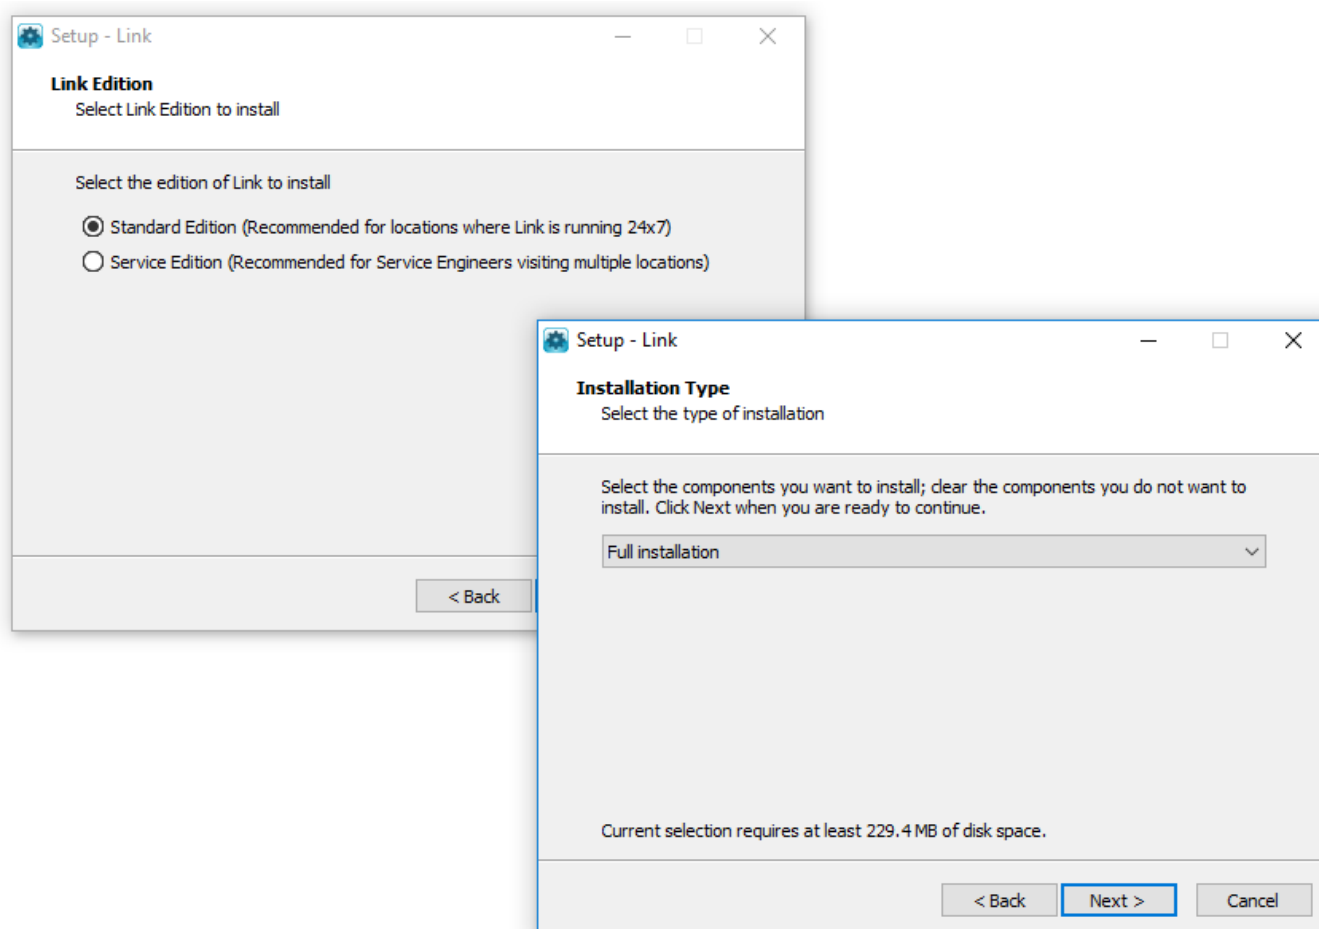 Setup - Link
Link Edition
Select Link Edition to install
Select the edition of Link to install
Standard Edition (Recommended for locations where Link is running 24x7)
Service Edition (Recommended for Service Engineers visiting multiple locations)
< Back
Setup - Link
Installation Type
Select the type of installation
Select the components you want to install; clear the components you do not want to
install. Click Next when you are ready to continue.
Full installation
Current selection requires at least 229.4 MB of disk space.
< Back
Next >
Cancel